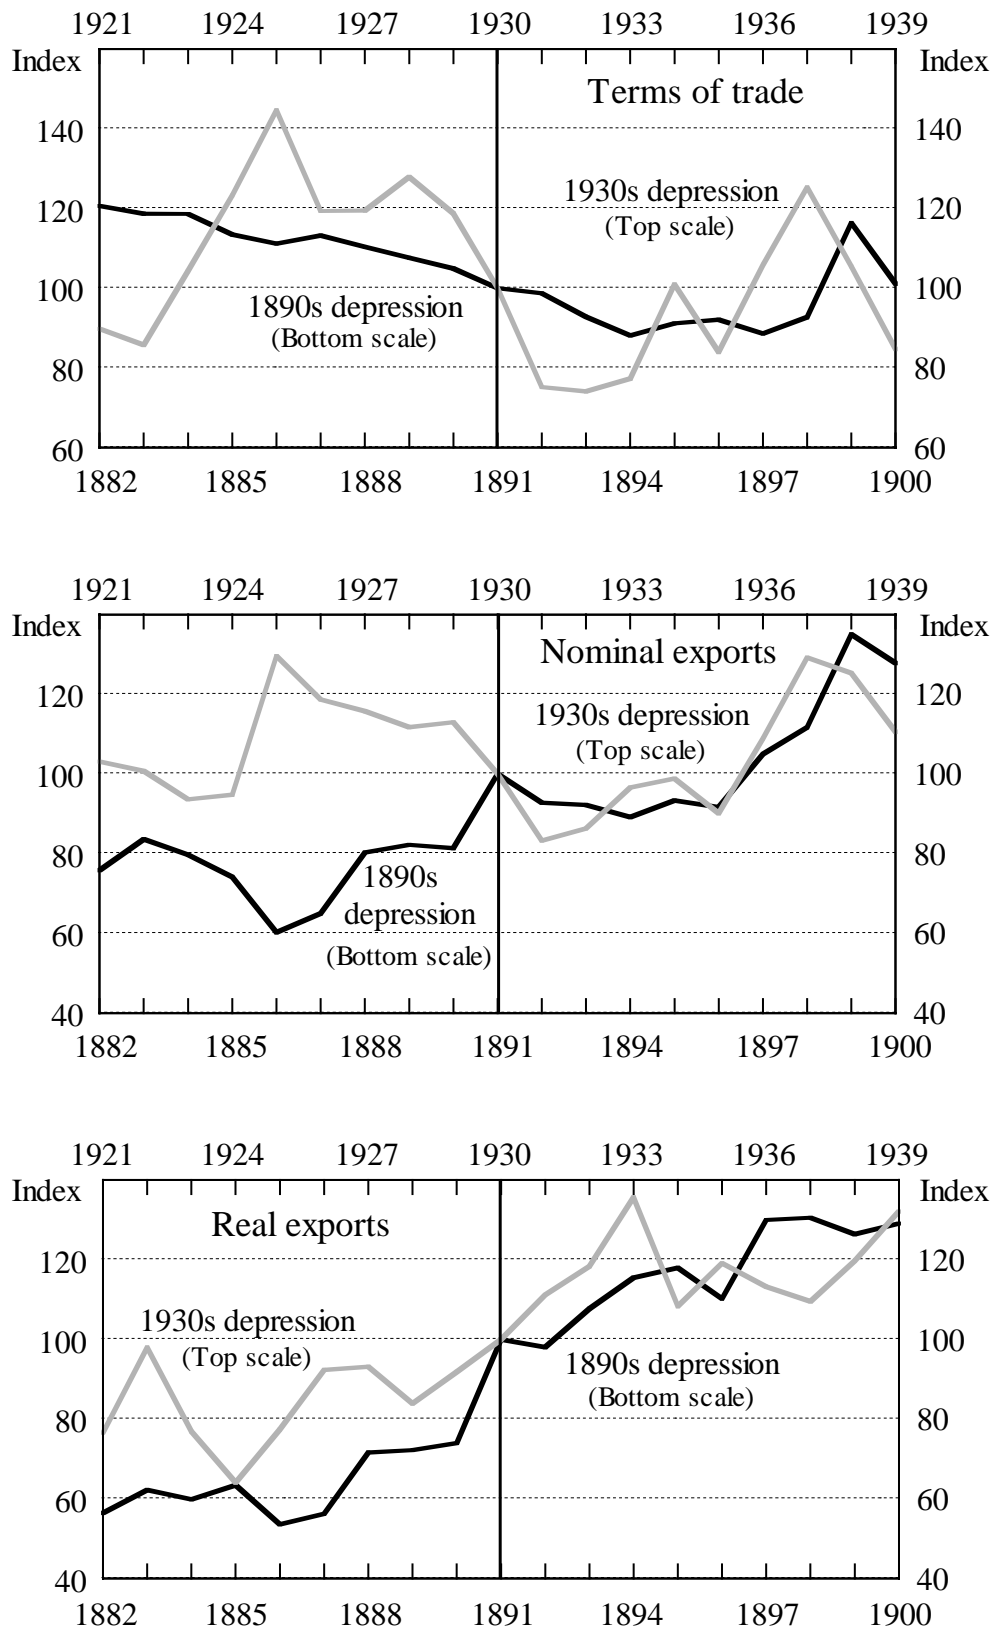 1921 1924 1927 1930 1933 1936 1939
Index Index
Terms of trade
140 140
1930s depression
120 120
(Top scale)
100 100
1890s depression
(Bottom scale)
80 80
60 60
1882 1885 1888 1891 1894 1897 1900
1921 1924 1927 1930 1933 1936 1939
Index Index
Nominal exports
120 120
1930s depression
(Top scale)
100 100
80 80
1890s
depression
60 60
(Bottom scale)
40 40
1882 1885 1888 1891 1894 1897 1900
1921 1924 1927 1930 1933 1936 1939
Index Index
Real exports
120 120
1930s depression
100 100
(Top scale)
1890s depression
(Bottom scale)
80 80
60 60
40 40
1882 1885 1888 1891 1894 1897 1900